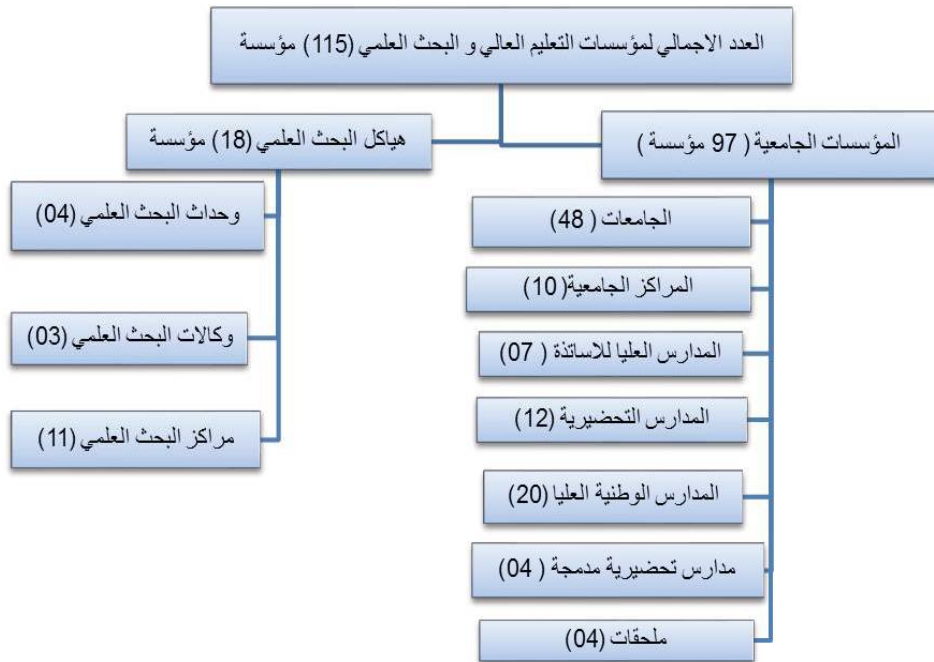 العدد الاجمالي لمؤسسات التعليم العالي و البحث العلمي (115) مؤسسة
المؤسسات الجامعية ( 97 مؤسسة )
هياكل البحث العلمي (18) مؤسسة
الجامعات ( 48)
المراكز الجامعية(10)
المدارس العليا للاساتذة ( 07)
المدارس التحضيرية (12)
المدارس الوطنية العليا (20)
مدارس تحضيرية مدمجة ( 04)
ملحقات (04)
وحداث البحث العلمي (04)
وكالات البحث العلمي (03)
مراكز البحث العلمي (11)